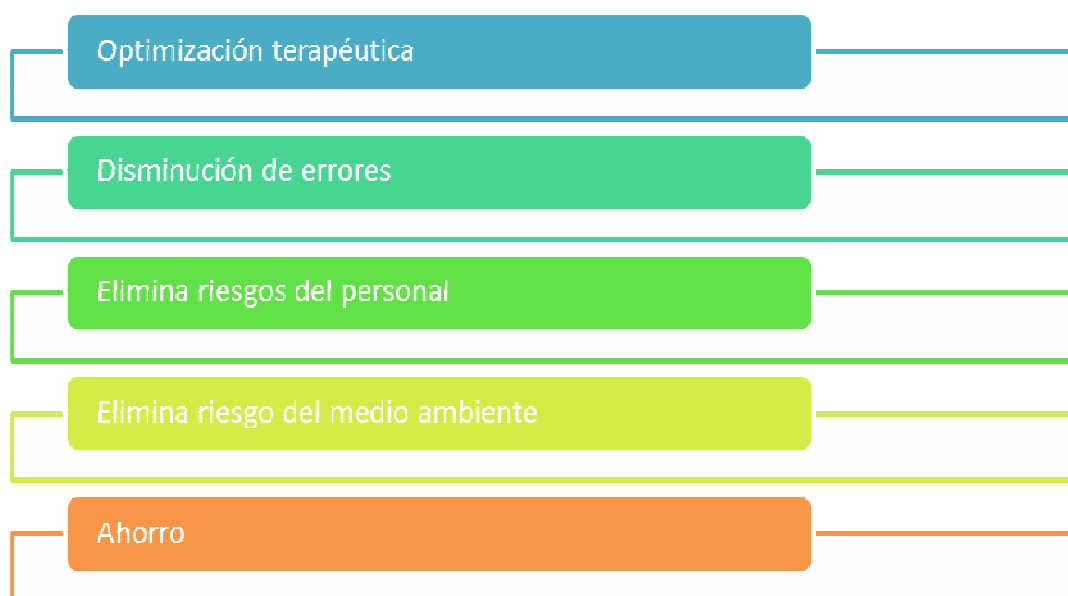 Optimización terapéutica
Disminución de errores
Elimina riesgos del personal
Elimina riesgo del medio ambiente
Ahorro